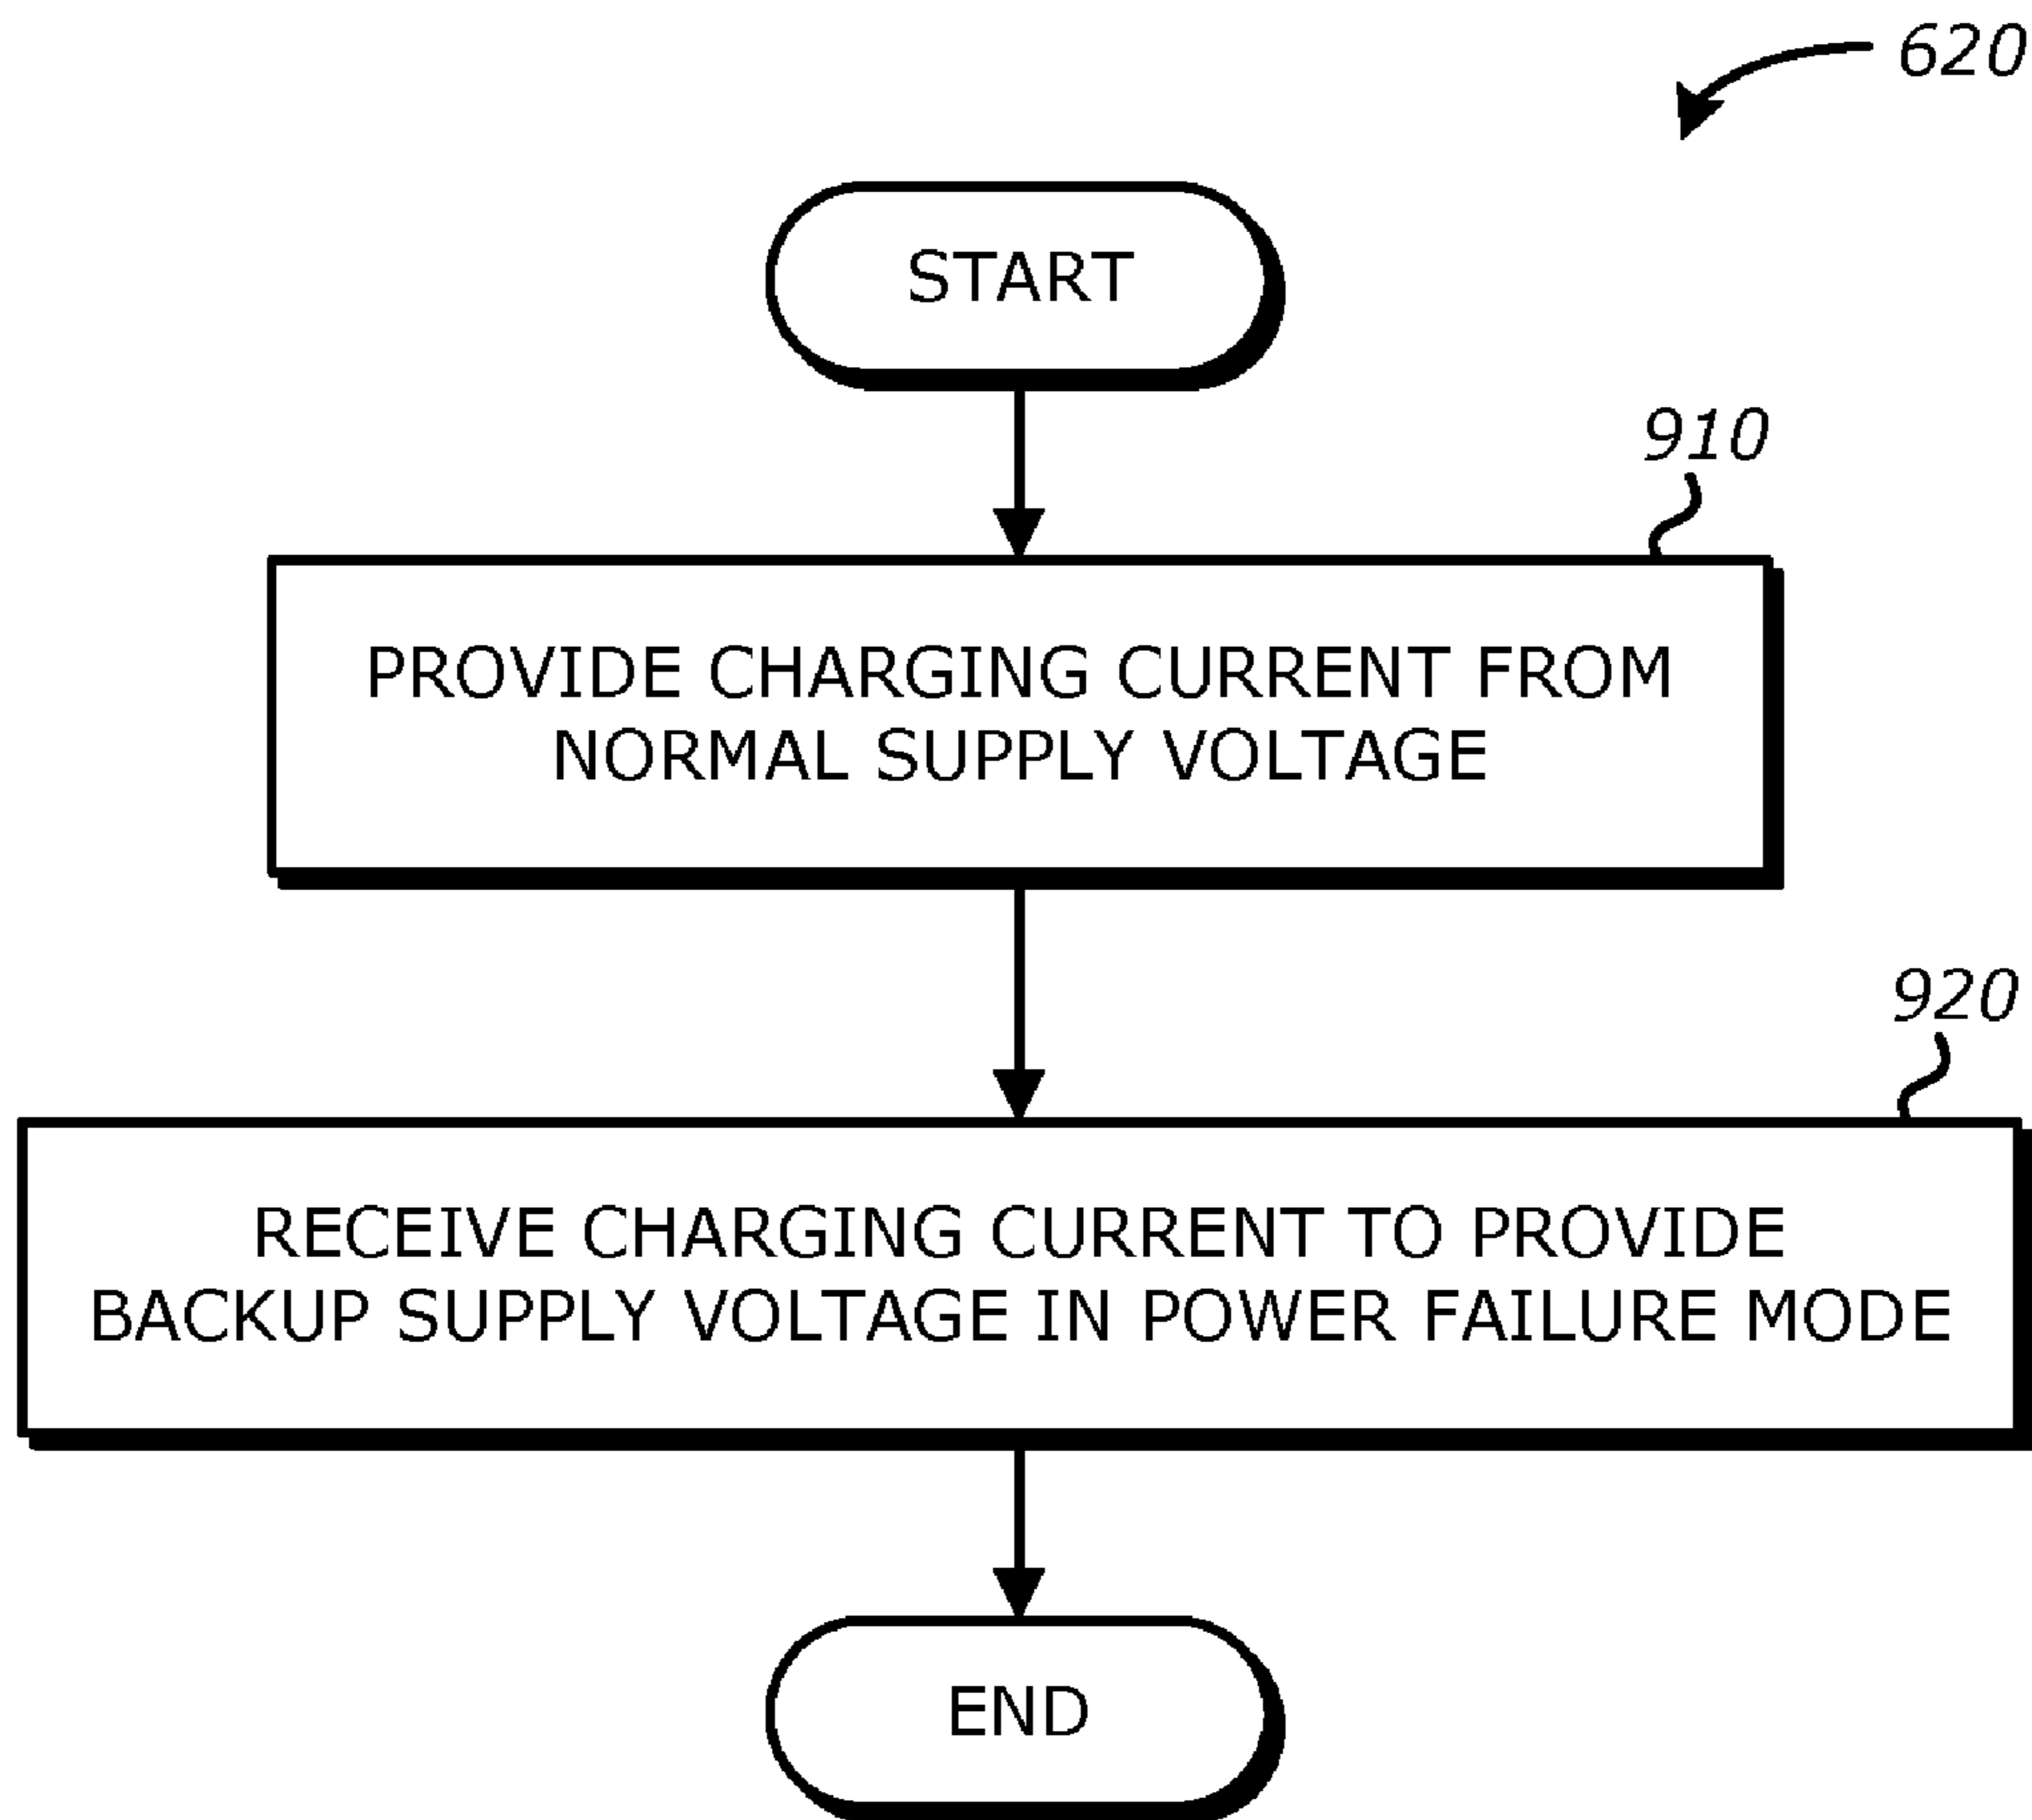 620
START
910
PROVIDE CHARGING CURRENT FROM
NORMAL SUPPLY VOLTAGE
920
RECEIVE CHARGING CURRENT TO PROVIDE
BACKUP SUPPLY VOLTAGE IN POWER FAILURE MODE
END